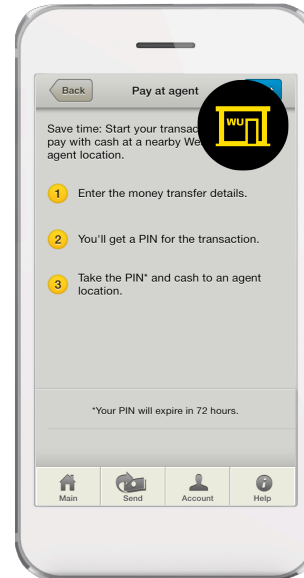 Back
Pay at agent
WU
Save time: Start your transac
pay with cash at a nearby We
agent location.
1 Enter the money transfer details.
2 You'll get a PIN for the transaction.
3 Take the PIN* and cash to an agent
location.
*Your PIN will expire in 72 hours.
Main
Send
Account
Help